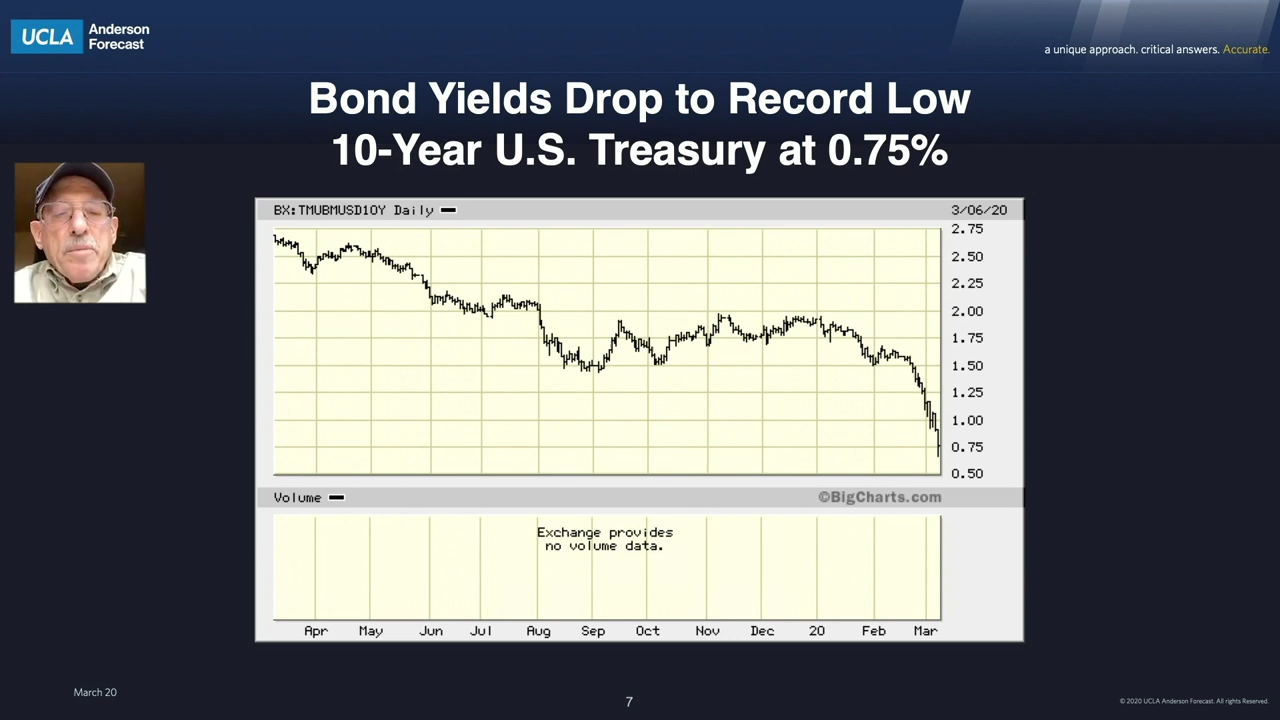 UCLA Anderson
Forecast
a unique approach. critical answers. Accurate.
Bond Yields Drop to Record Low
10-Year U.S. Treasury at 0.75%
BX:TMUBMUSD10Y Daily
3/06/20
2.75
2.50
2.25
2.00
1.75
1.50
1.25
1.00
0.75
0.50
Volume
©BigCharts.com
Exchange provides
no volume data.
Apr May Jun Jul Aug Sep Oct Nov Dec 20 Feb Mar
March 20
7
© 2020 UCLA Anderson Forecast. All rights Reserved.